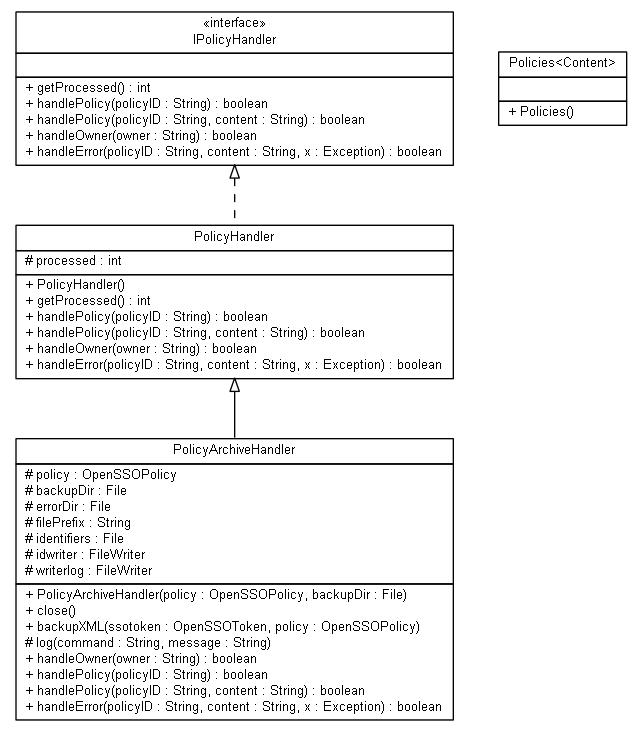 «interface»
IPolicyHandler
+ getProcessed() : int
+ handlePolicy(policyID : String) : boolean
+ handlePolicy(policyID : String, content : String) : boolean
+ handleOwner(owner : String) : boolean
+ handleError(policyID : String, content : String, x : Exception) : boolean
Policies<Content>
+ Policies()
PolicyHandler
# processed : int
+ PolicyHandler()
+ getProcessed() : int
+ handlePolicy(policyID : String) : boolean
+ handlePolicy(policyID : String, content : String) : boolean
+ handleOwner(owner : String) : boolean
+ handleError(policyID : String, content : String, x : Exception) : boolean
PolicyArchiveHandler
# policy : OpenSSOPolicy
# backupDir : File
# errorDir : File
# filePrefix : String
# identifiers : File
# idwriter : FileWriter
# writerlog : FileWriter
+ PolicyArchiveHandler(policy : OpenSSOPolicy, backupDir : File)
+ close()
+ backupXML(ssotoken : OpenSSOToken, policy : OpenSSOPolicy)
# log(command : String, message : String)
+ handleOwner(owner : String) : boolean
+ handlePolicy(policyID : String) : boolean
+ handlePolicy(policyID : String, content : String) : boolean
+ handleError(policyID : String, content : String, x : Exception) : boolean